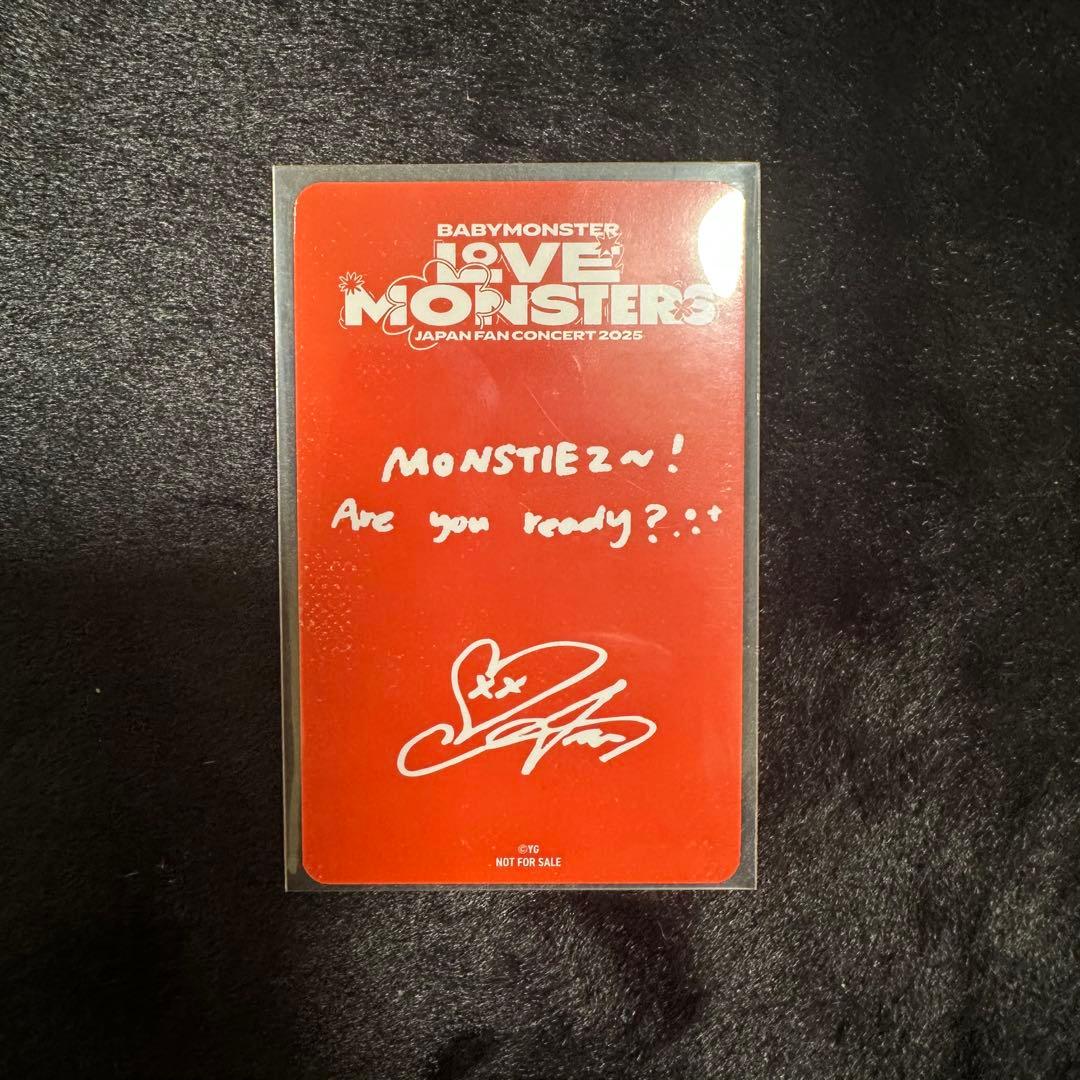 BABYMONSTER
LOVE
MONSTERS
JAPAN FAN CONCERT 2025
MONSTIEZ~!
Are you ready?
©YG
NOT FOR SALE